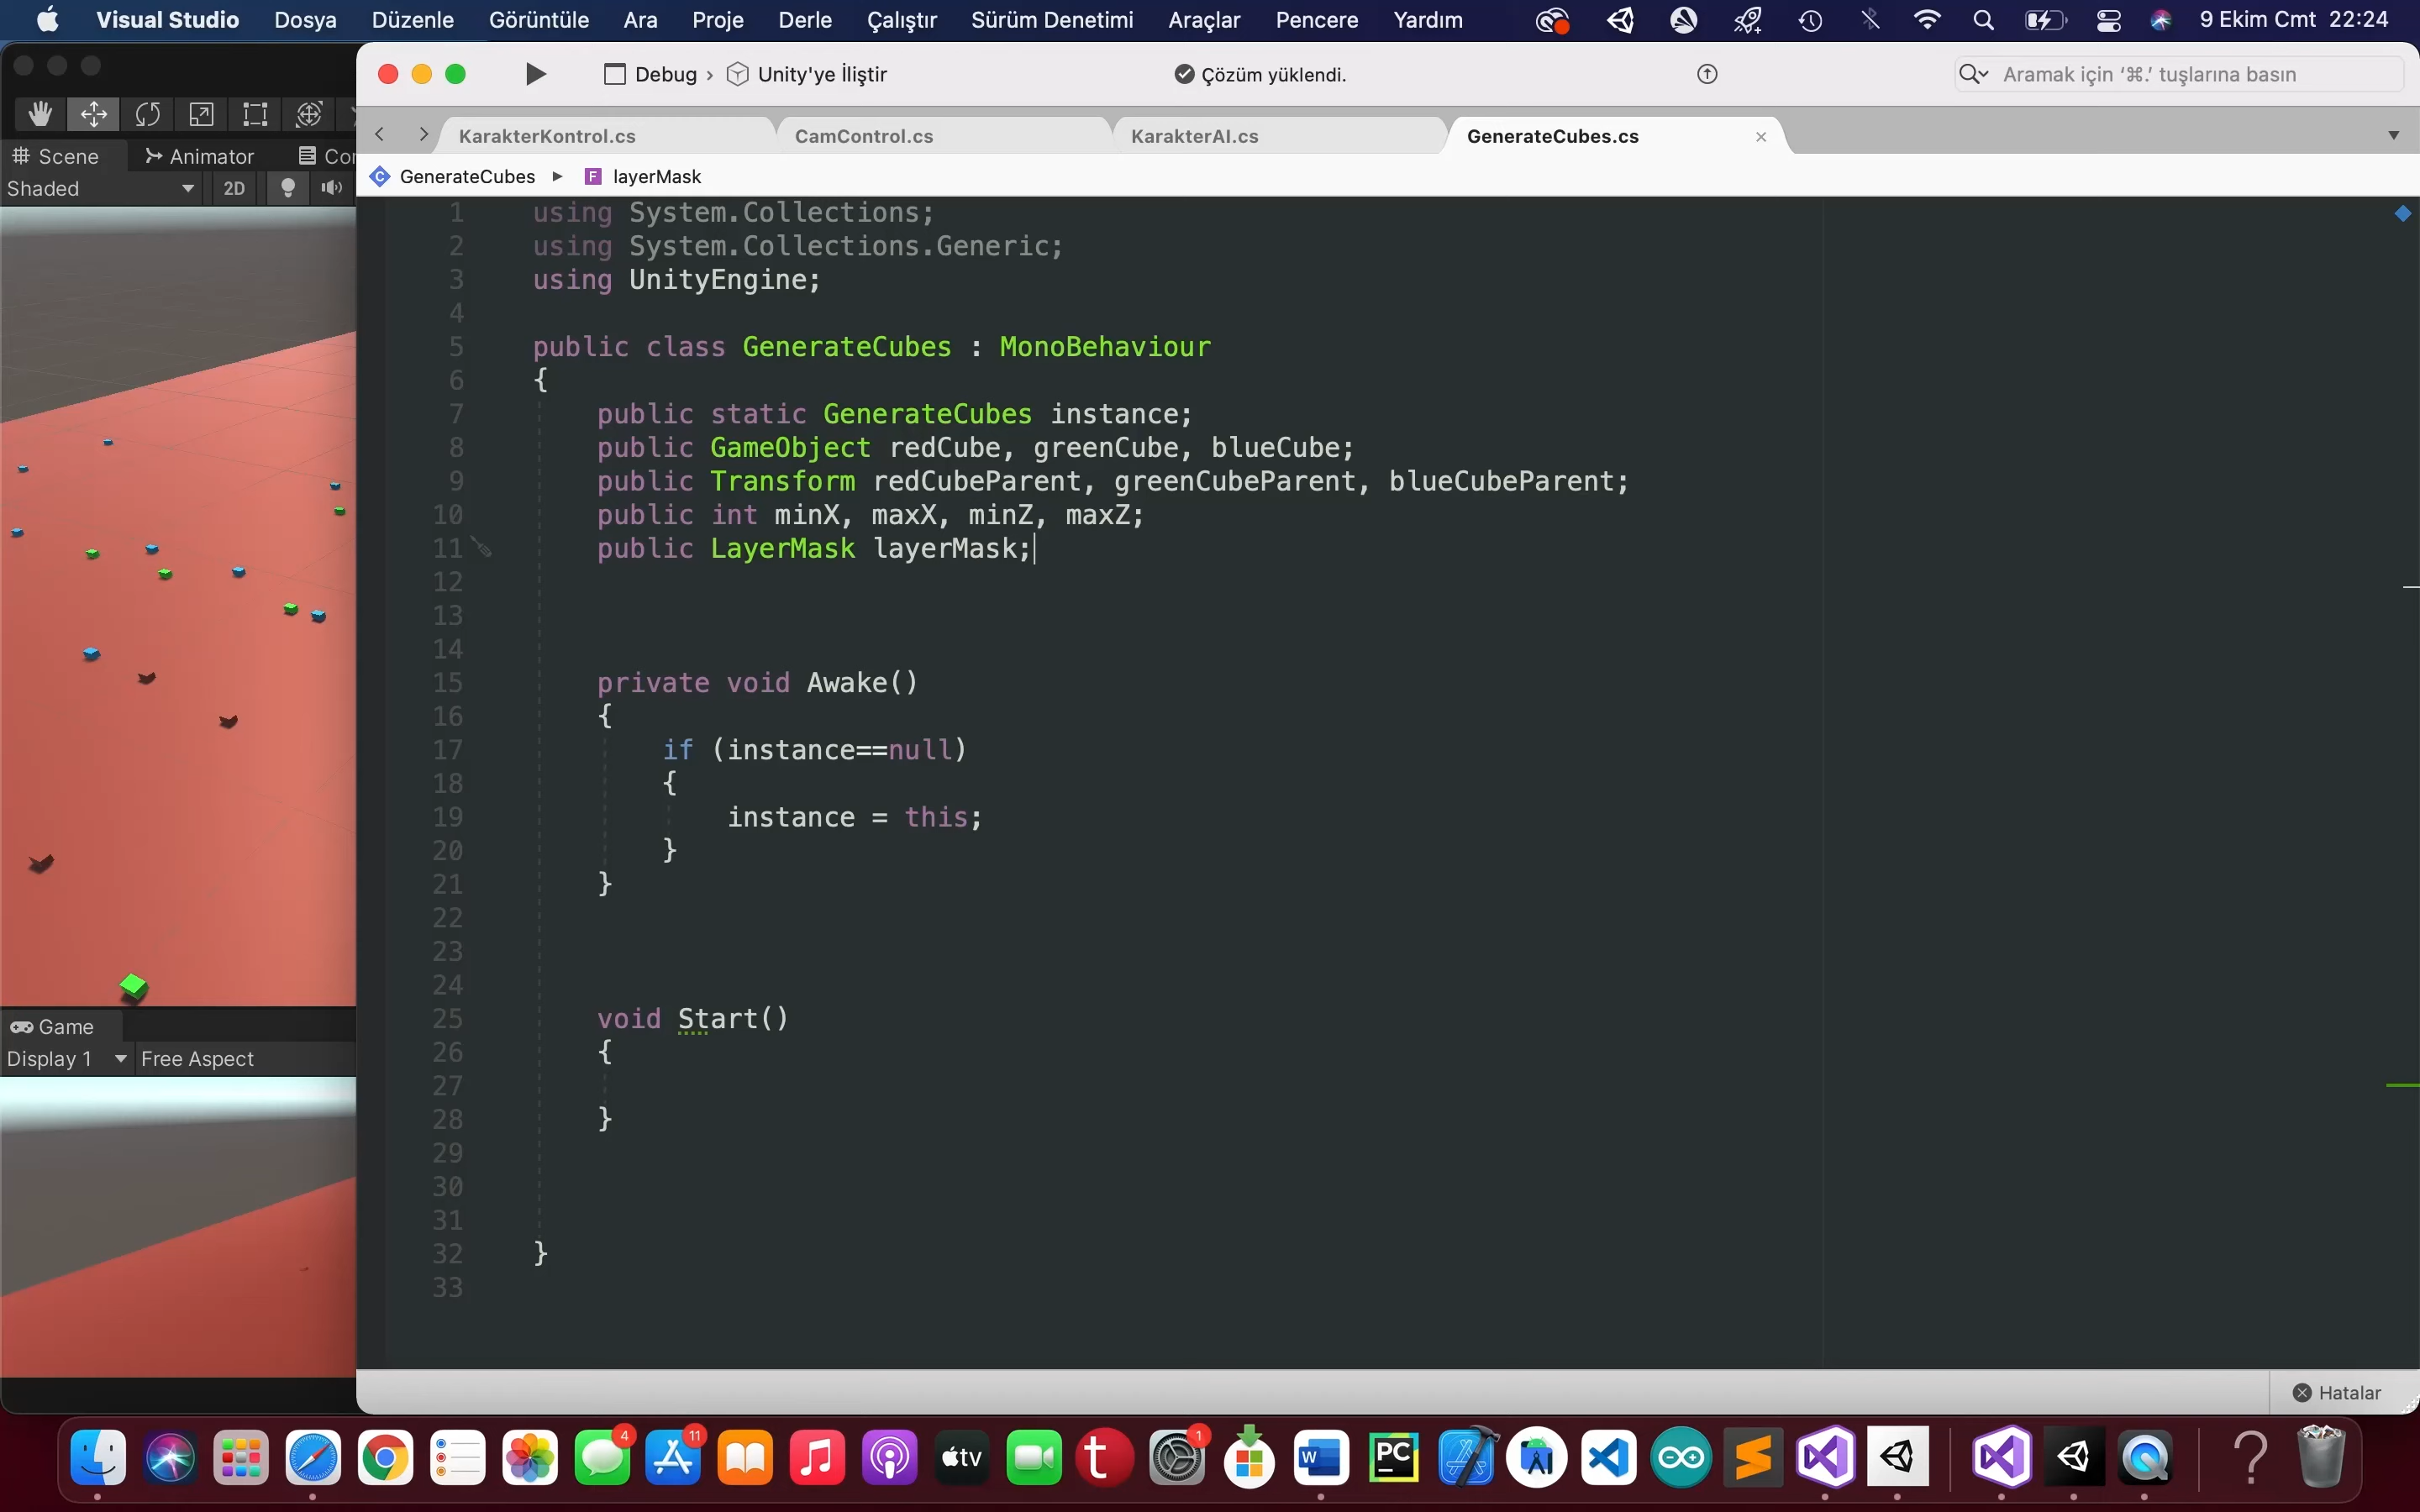 Visual Studio Dosya Düzenle Görüntüle Ara Proje Derle Çalıştır Sürüm Denetimi Araçlar Pencere Yardım 9 Ekim Cmt 22:24
Debug › Unity'ye İliştir Çözüm yüklendi. Aramak için ‘⌘.’ tuşlarına basın
KarakterKontrol.cs CamControl.cs KarakterAI.cs GenerateCubes.cs
Scene Animator Con
GenerateCubes F layerMask
Shaded 2D
1 using System.Collections;
2 using System.Collections.Generic;
3 using UnityEngine;
4
5 public class GenerateCubes : MonoBehaviour
6 {
7 public static GenerateCubes instance;
8 public GameObject redCube, greenCube, blueCube;
9 public Transform redCubeParent, greenCubeParent, blueCubeParent;
10 public int minX, maxX, minZ, maxZ;
11 public LayerMask layerMask;
12
13
14
15 private void Awake()
16 {
17 if (instance==null)
18 {
19 instance = this;
20 }
21 }
22
23
24
25 void Start()
26 {
27
28 }
29
30
31
32 }
33
Game
Display 1 Free Aspect
Hatalar
4 11 tv t 1 W PC